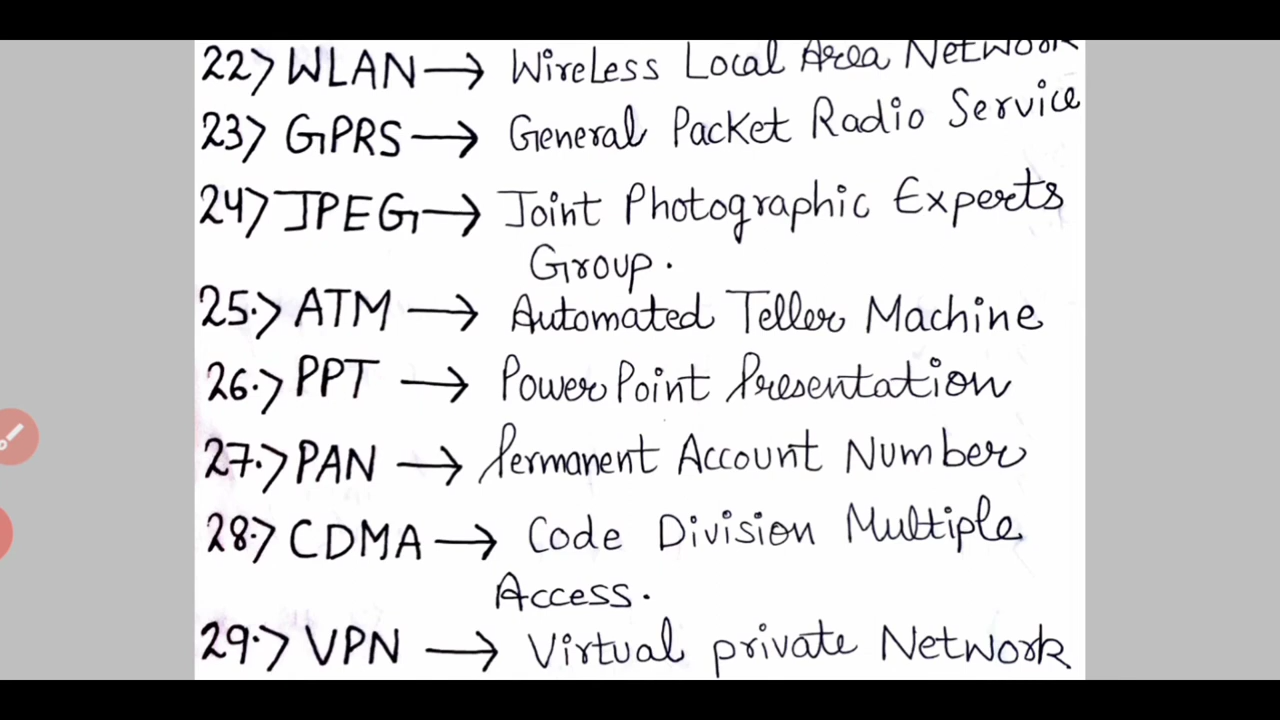 22> WLAN → Wireless Local Area Network
23> GPRS → General Packet Radio Service
24> JPEG → Joint Photographic Experts
Group.
25.> ATM → Automated Teller Machine
26.> PPT → PowerPoint Presentation
27.> PAN → Permanent Account Number
28.> CDMA → Code Division Multiple
Access.
29.> VPN → Virtual private Network